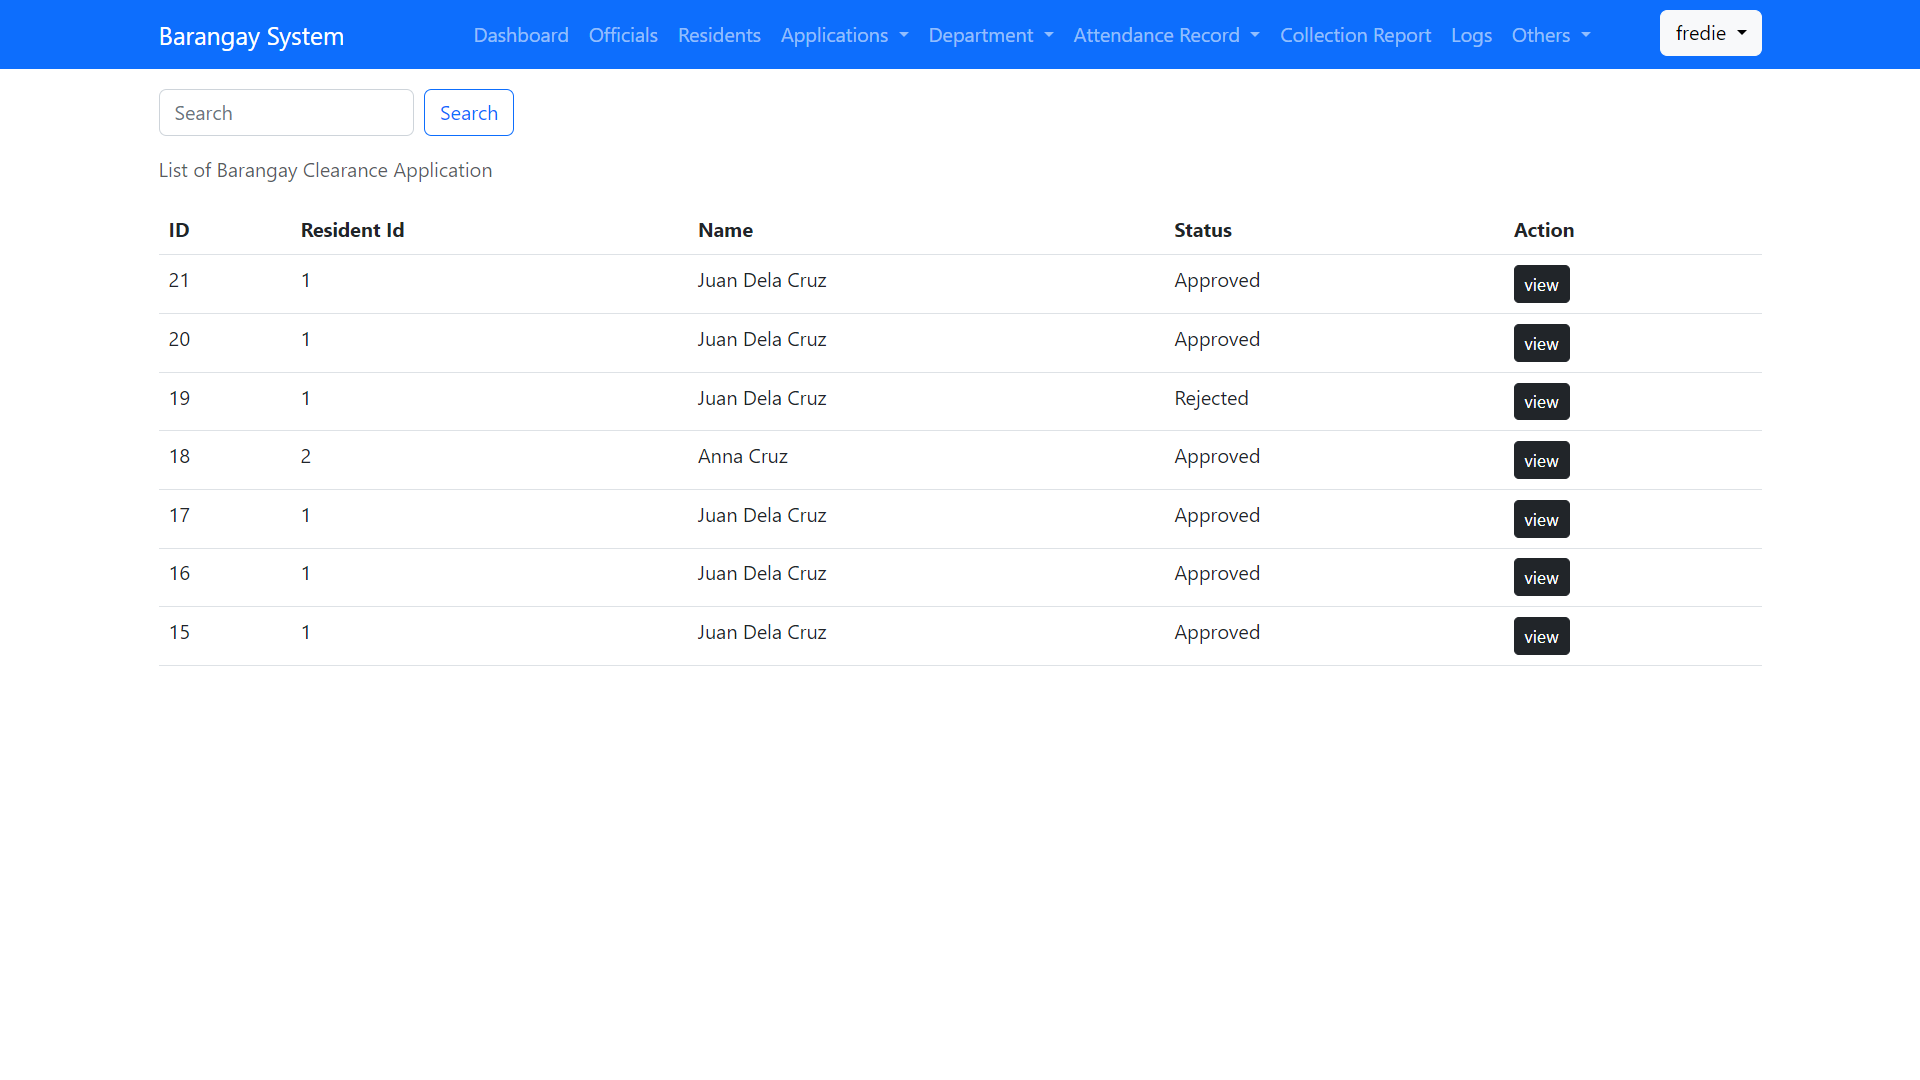 Barangay System Dashboard Officials Residents Applications Department Attendance Record Collection Report Logs Others fredie
Search Search
List of Barangay Clearance Application
ID Resident Id Name Status Action
21 1 Juan Dela Cruz Approved view
20 1 Juan Dela Cruz Approved view
19 1 Juan Dela Cruz Rejected view
18 2 Anna Cruz Approved view
17 1 Juan Dela Cruz Approved view
16 1 Juan Dela Cruz Approved view
15 1 Juan Dela Cruz Approved view